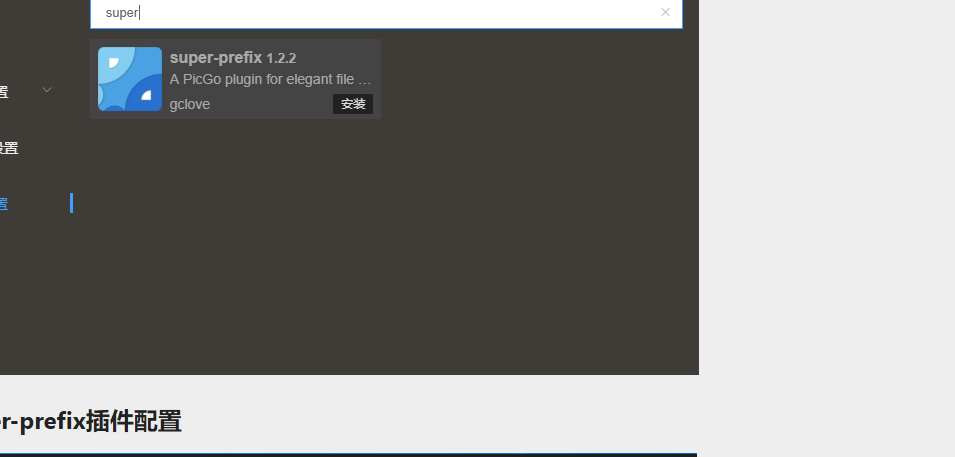 super
super-prefix 1.2.2
A PicGo plugin for elegant file ...
gclove
安装
置
设置
置
er-prefix插件配置